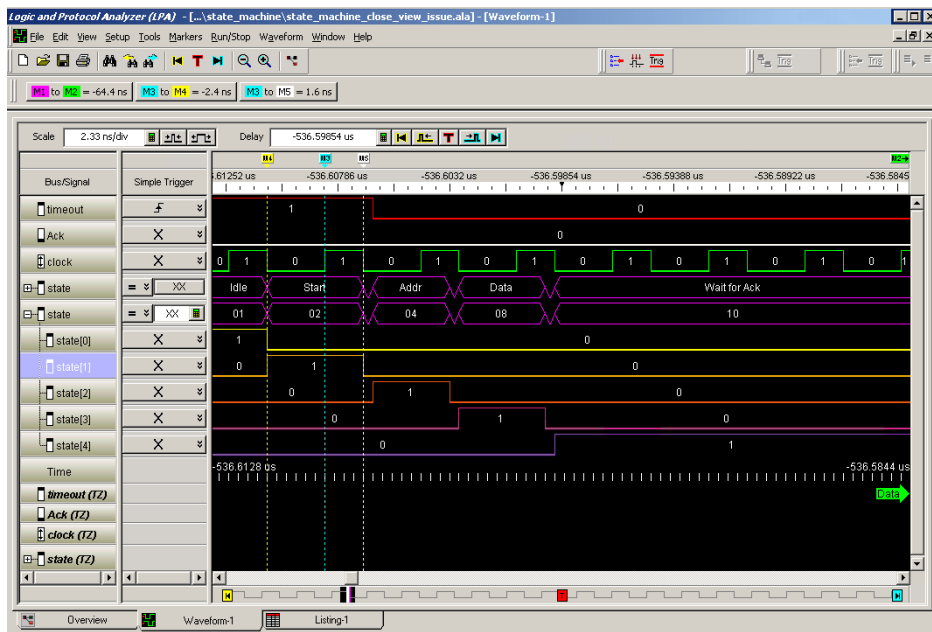 Logic and Protocol Analyzer (LPA) - [...\state_machine\state_machine_close_view_issue.ala] - [Waveform-1]
File Edit View Setup Tools Markers Run/Stop Waveform Window Help
T Trig Trig Trig
M1 to M2 = -64.4 ns M3 to M4 = -2.4 ns M3 to M5 = 1.6 ns
Scale 2.33 ns/div Delay -536.59854 us T
M4 M3 M5 M2
Bus/Signal Simple Trigger .61252 us -536.60786 us -536.6032 us -536.59854 us -536.59388 us -536.58922 us -536.5845
timeout 1 0
Ack X 0
clock X 0 1 0 1 0 1 0 1 0 1 0 1 0 1 0 1
state = XX Idle Start Addr Data Wait for Ack
state = XX 01 02 04 08 10
state[0] X 1 0
state[1] X 0 1 0
state[2] X 0 1 0
state[3] X 0 1 0
state[4] X 0 1
Time -536.6128 us -536.5844 us
timeout (TZ) Data
Ack (TZ)
clock (TZ)
state (TZ)
T
Overview Waveform-1 Listing-1